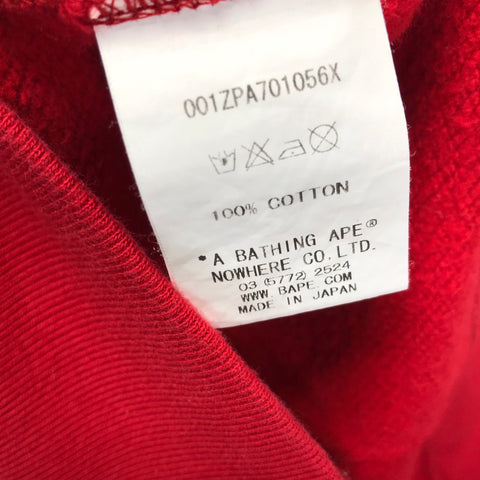 001ZPA701056X
100% COTTON
*A BATHING APE®
NOWHERE CO.,LTD.
03 (5772) 2524
WWW. BAPE. COM
MADE IN JAPAN